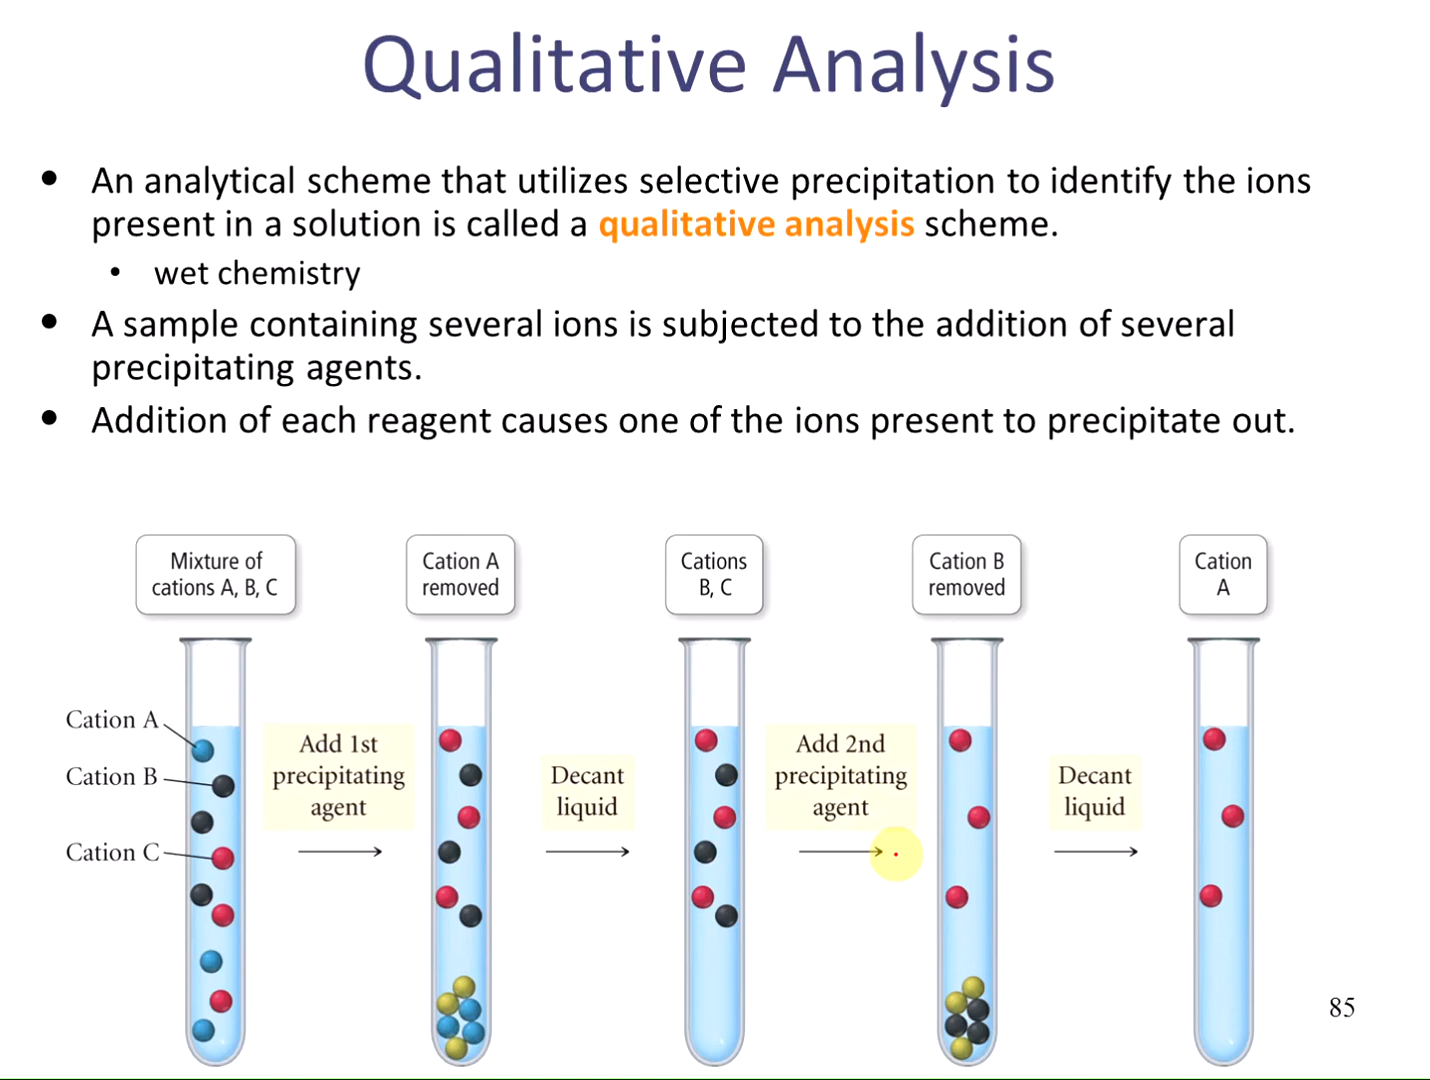 Qualitative Analysis
• An analytical scheme that utilizes selective precipitation to identify the ions
present in a solution is called a qualitative analysis scheme.
• wet chemistry
• A sample containing several ions is subjected to the addition of several
precipitating agents.
• Addition of each reagent causes one of the ions present to precipitate out.
Mixture of
cations A, B, C
Cation A
removed
Cations
B, C
Cation B
removed
Cation
A
Cation A
Cation B
Cation C
Add 1st
precipitating
agent
Decant
liquid
Add 2nd
precipitating
agent
Decant
liquid
85